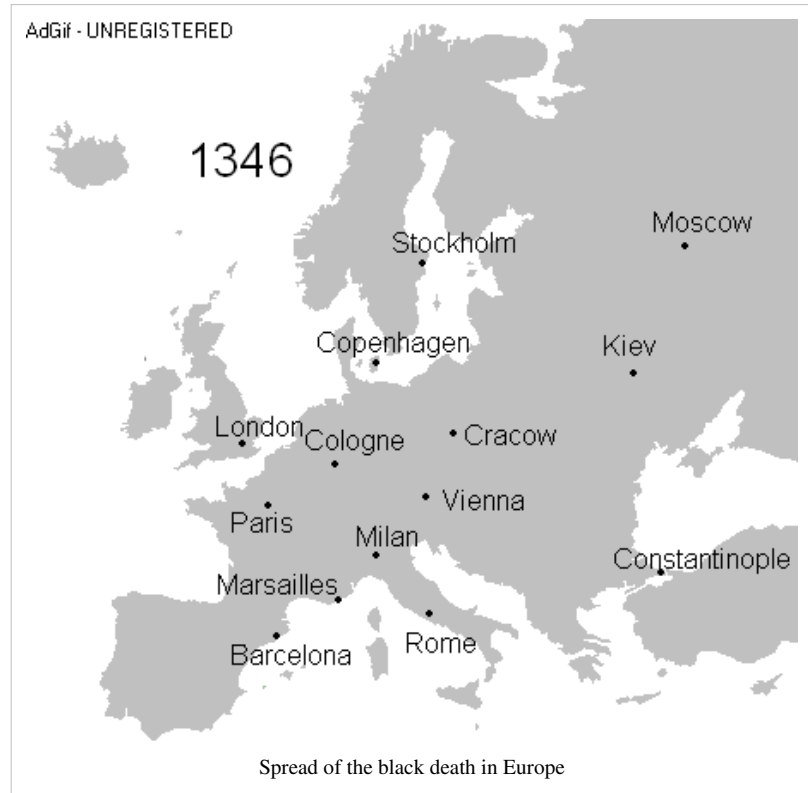 AdGif - UNREGISTERED
1346
Moscow
Stockholm
Copenhagen
Kiev
London
Cologne
Cracow
Vienna
Paris
Milan
Constantinople
Marsailles
Rome
Barcelona
Spread of the black death in Europe